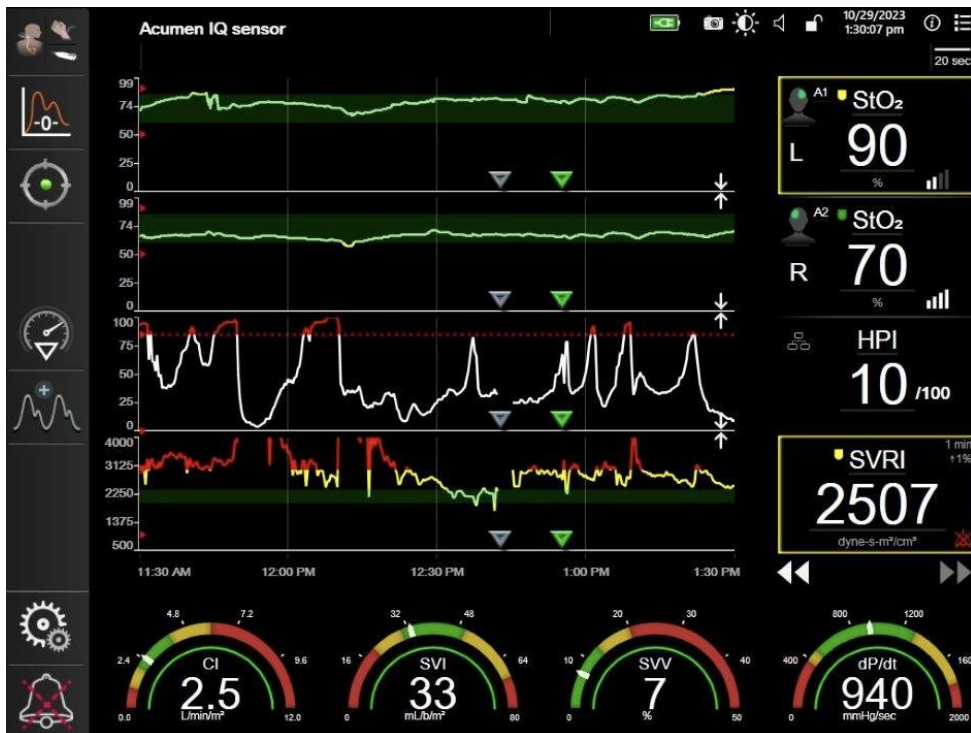 Acumen IQ sensor
10/29/2023
1:30:07 pm
20 sec
-0-
99
74
50
25
0
A1
StO₂
L
90
%
99
74
50
25
0
A2
StO₂
R
70
%
100
75
50
25
0
HPI
10 /100
4000
3125
2250
1375
500
1 min
↑1%
SVRI
2507
dyne-s-m²/cm⁵
11:30 AM 12:00 PM 12:30 PM 1:00 PM 1:30 PM
0.0 2.4 4.8 7.2 9.6 12.0
CI
2.5
L/min/m²
0 16 32 48 64 80
SVI
33
mL/b/m²
0 10 20 30 40 50
SVV
7
%
0 400 800 1200 160 2000
dP/dt
940
mmHg/sec